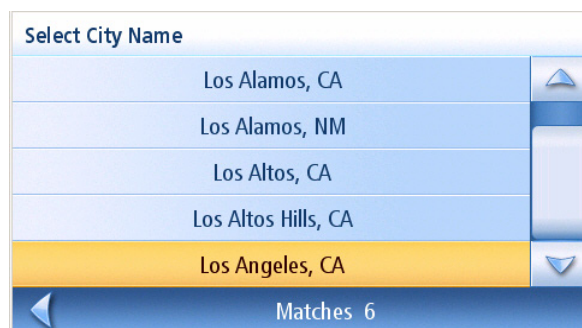 Select City Name
Los Alamos, CA
Los Alamos, NM
Los Altos, CA
Los Altos Hills, CA
Los Angeles, CA
Matches 6